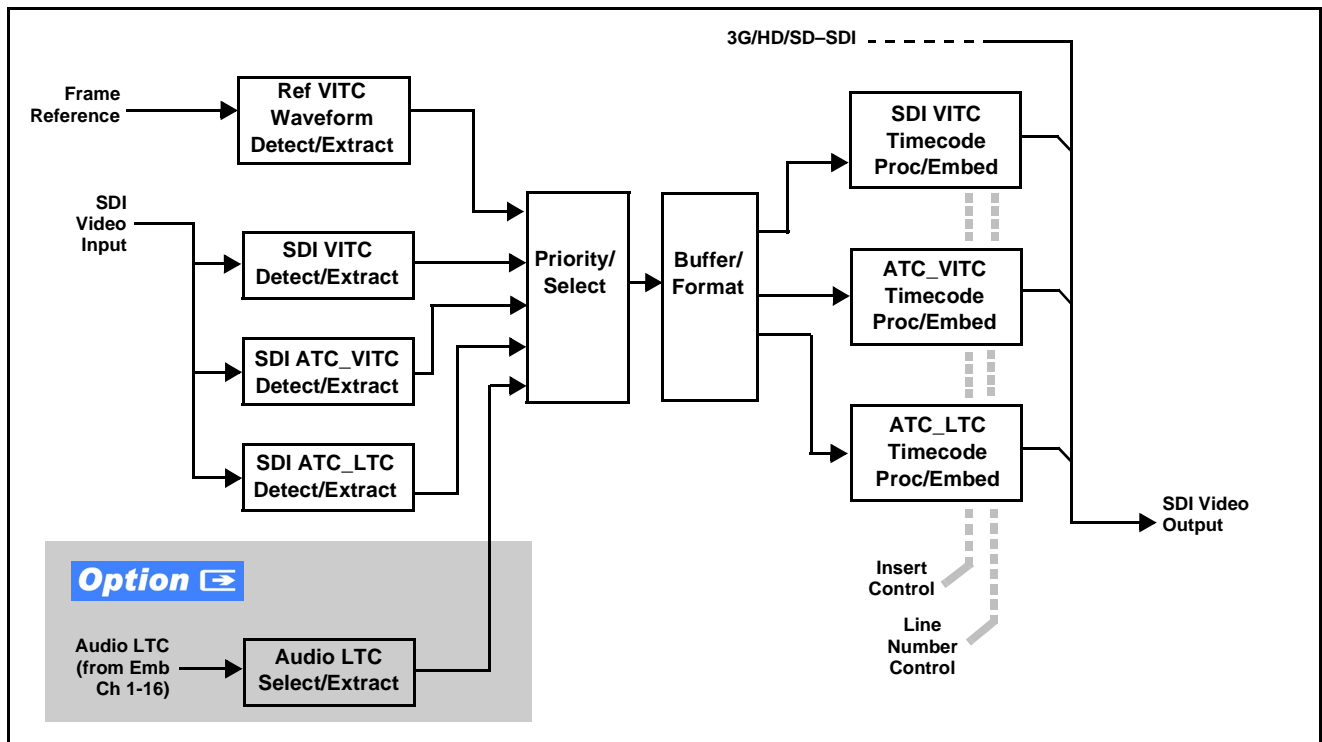 3G/HD/SD–SDI
Frame
Reference
Ref VITC
Waveform
Detect/Extract
SDI
Video
Input
SDI VITC
Detect/Extract
SDI ATC_VITC
Detect/Extract
SDI ATC_LTC
Detect/Extract
Priority/
Select
Buffer/
Format
SDI VITC
Timecode
Proc/Embed
ATC_VITC
Timecode
Proc/Embed
ATC_LTC
Timecode
Proc/Embed
SDI Video
Output
Insert
Control
Line
Number
Control
Option
Audio LTC
(from Emb
Ch 1-16)
Audio LTC
Select/Extract